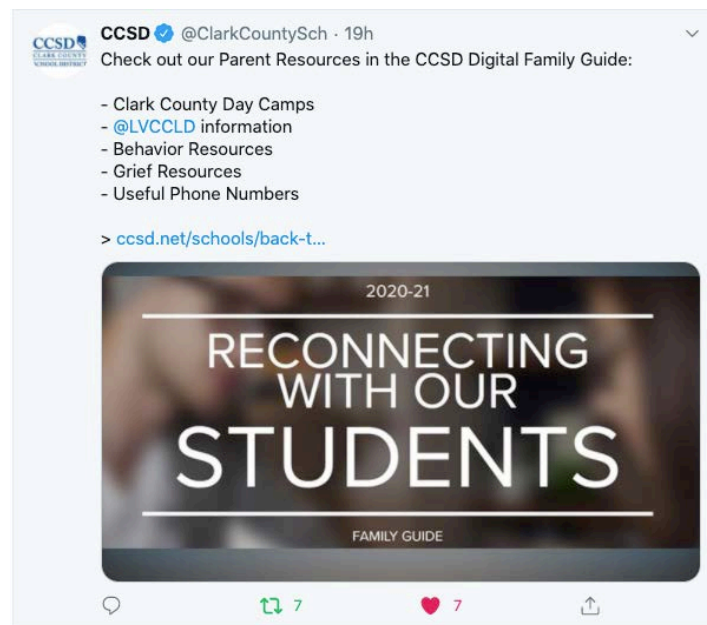 CCSD
CLARK COUNTY
SCHOOL DISTRICT
CCSD @ClarkCountySch · 19h
Check out our Parent Resources in the CCSD Digital Family Guide:
- Clark County Day Camps
- @LVCCLD information
- Behavior Resources
- Grief Resources
- Useful Phone Numbers
> ccsd.net/schools/back-t...
2020-21
RECONNECTING
WITH OUR
STUDENTS
FAMILY GUIDE
7
7